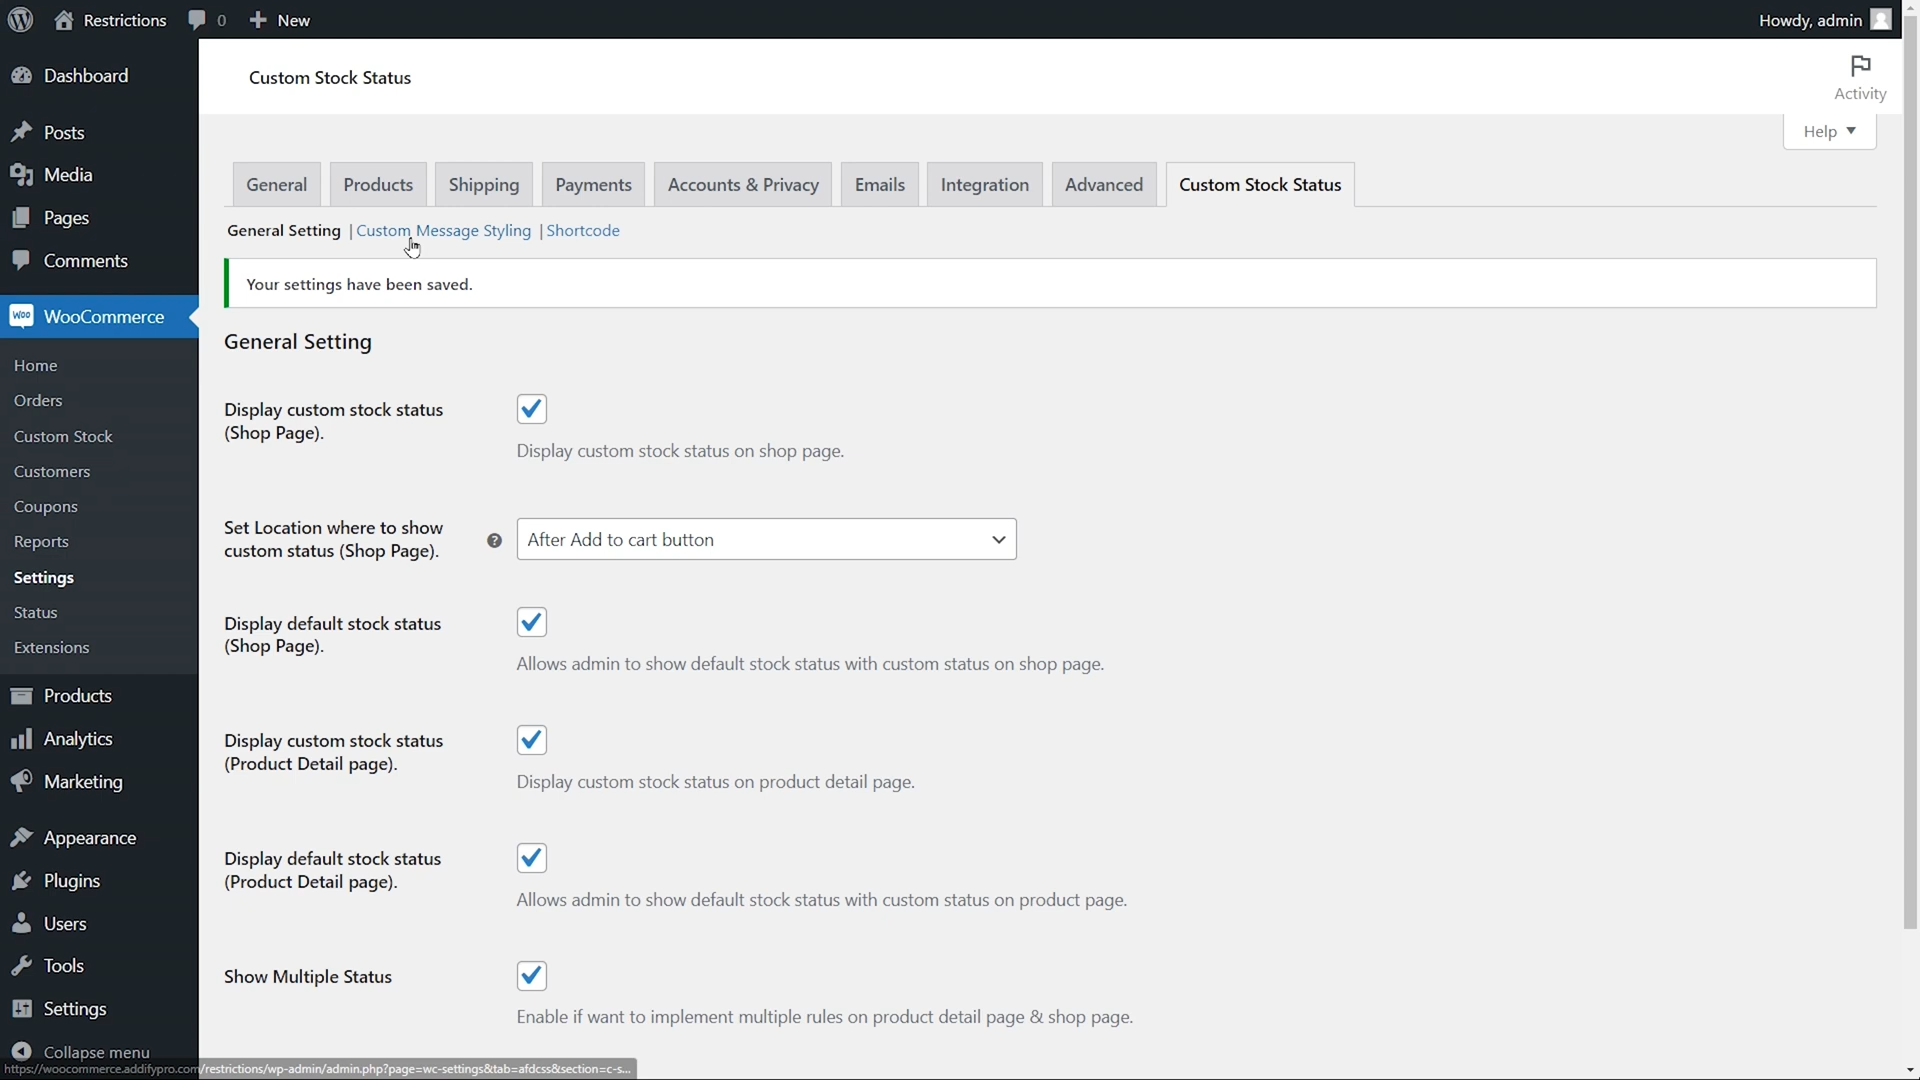 Restrictions 0 New Howdy, admin
Dashboard
Posts
Media
Pages
Comments
WooCommerce
Home
Orders
Custom Stock
Customers
Coupons
Reports
Settings
Status
Extensions
Products
Analytics
Marketing
Appearance
Plugins
Users
Tools
Settings
Collapse menu
Custom Stock Status
Activity
Help
General Products Shipping Payments Accounts & Privacy Emails Integration Advanced Custom Stock Status
General Setting | Custom Message Styling | Shortcode
Your settings have been saved.
General Setting
Display custom stock status
(Shop Page).
Display custom stock status on shop page.
Set Location where to show
custom status (Shop Page).
? After Add to cart button
Display default stock status
(Shop Page).
Allows admin to show default stock status with custom status on shop page.
Display custom stock status
(Product Detail page).
Display custom stock status on product detail page.
Display default stock status
(Product Detail page).
Allows admin to show default stock status with custom status on product page.
Show Multiple Status
Enable if want to implement multiple rules on product detail page & shop page.
https://woocommerce.addifypro.com/restrictions/wp-admin/admin.php?page=wc-settings&tab=afdcss&section=c-s...